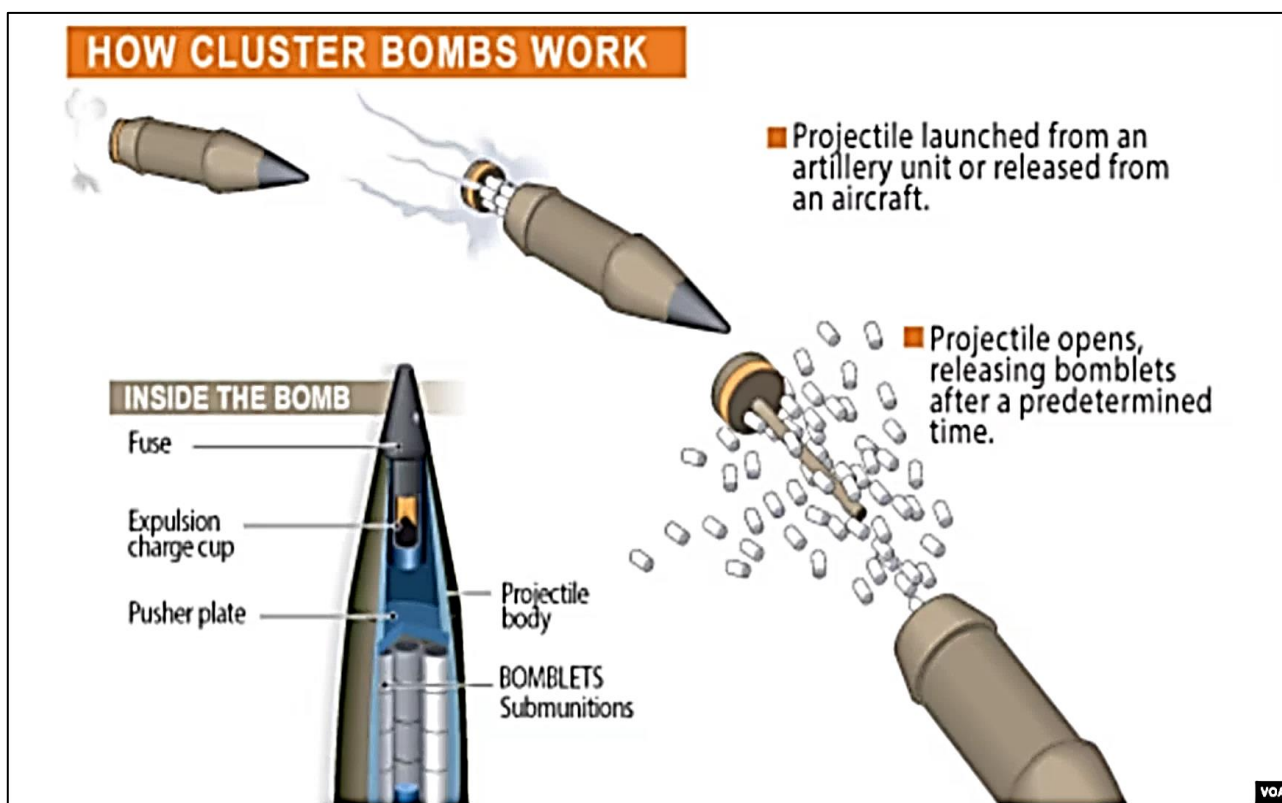 HOW CLUSTER BOMBS WORK
Projectile launched from an
artillery unit or released from
an aircraft.
Projectile opens,
releasing bomblets
after a predetermined
time.
INSIDE THE BOMB
Fuse
Expulsion
charge cup
Pusher plate
Projectile
body
BOMBLETS
Submunitions
VOA